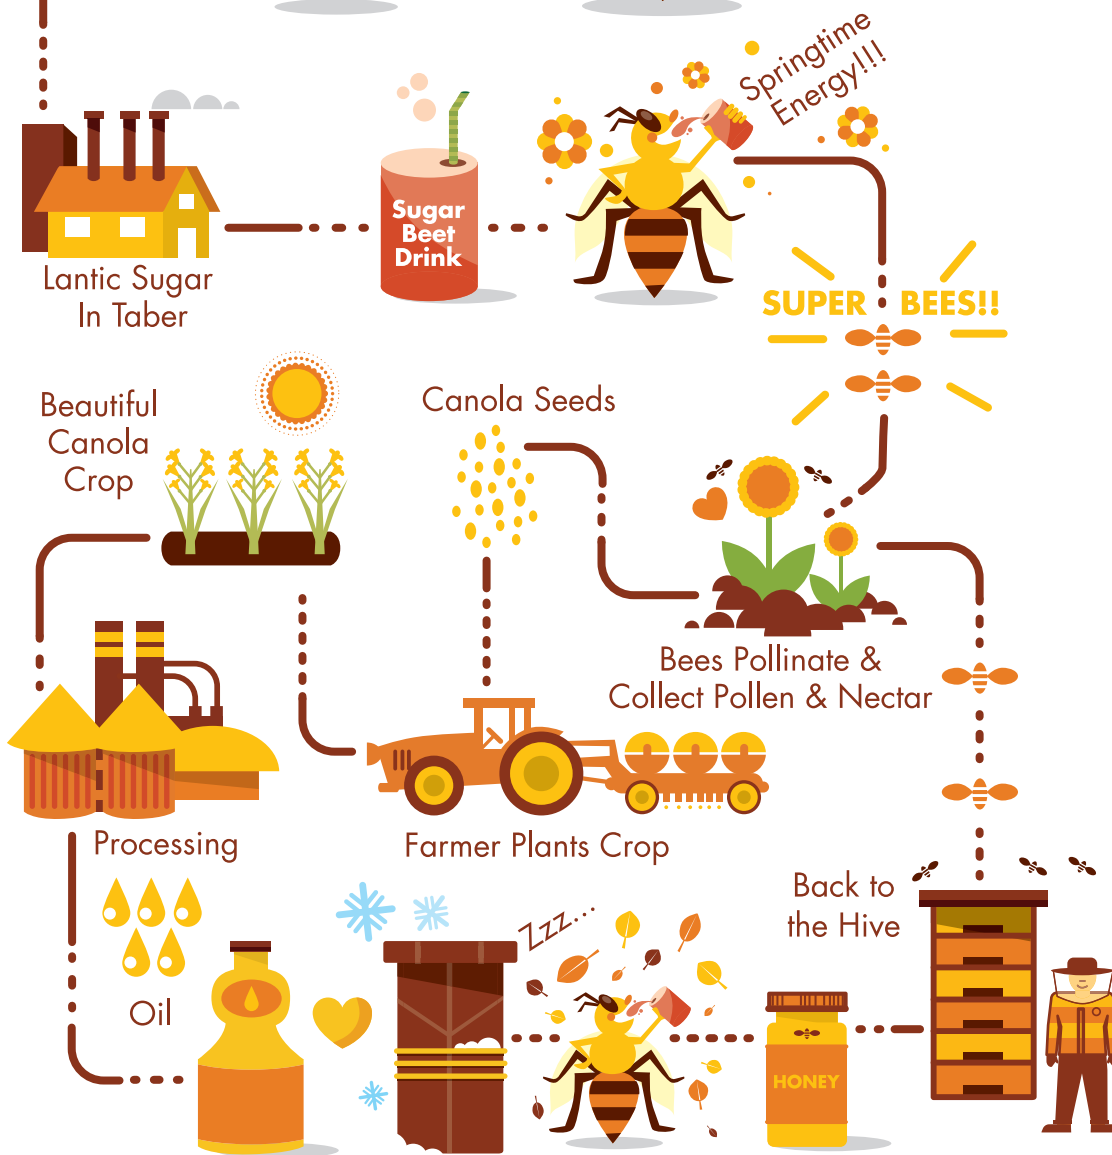 Springtime
Energy!!!
Sugar
Beet
Drink
Lantic Sugar
In Taber
SUPER BEES!!
Beautiful
Canola
Crop
Canola Seeds
Bees Pollinate &
Collect Pollen & Nectar
Processing
Farmer Plants Crop
Back to
the Hive
Zzz...
Oil
HONEY